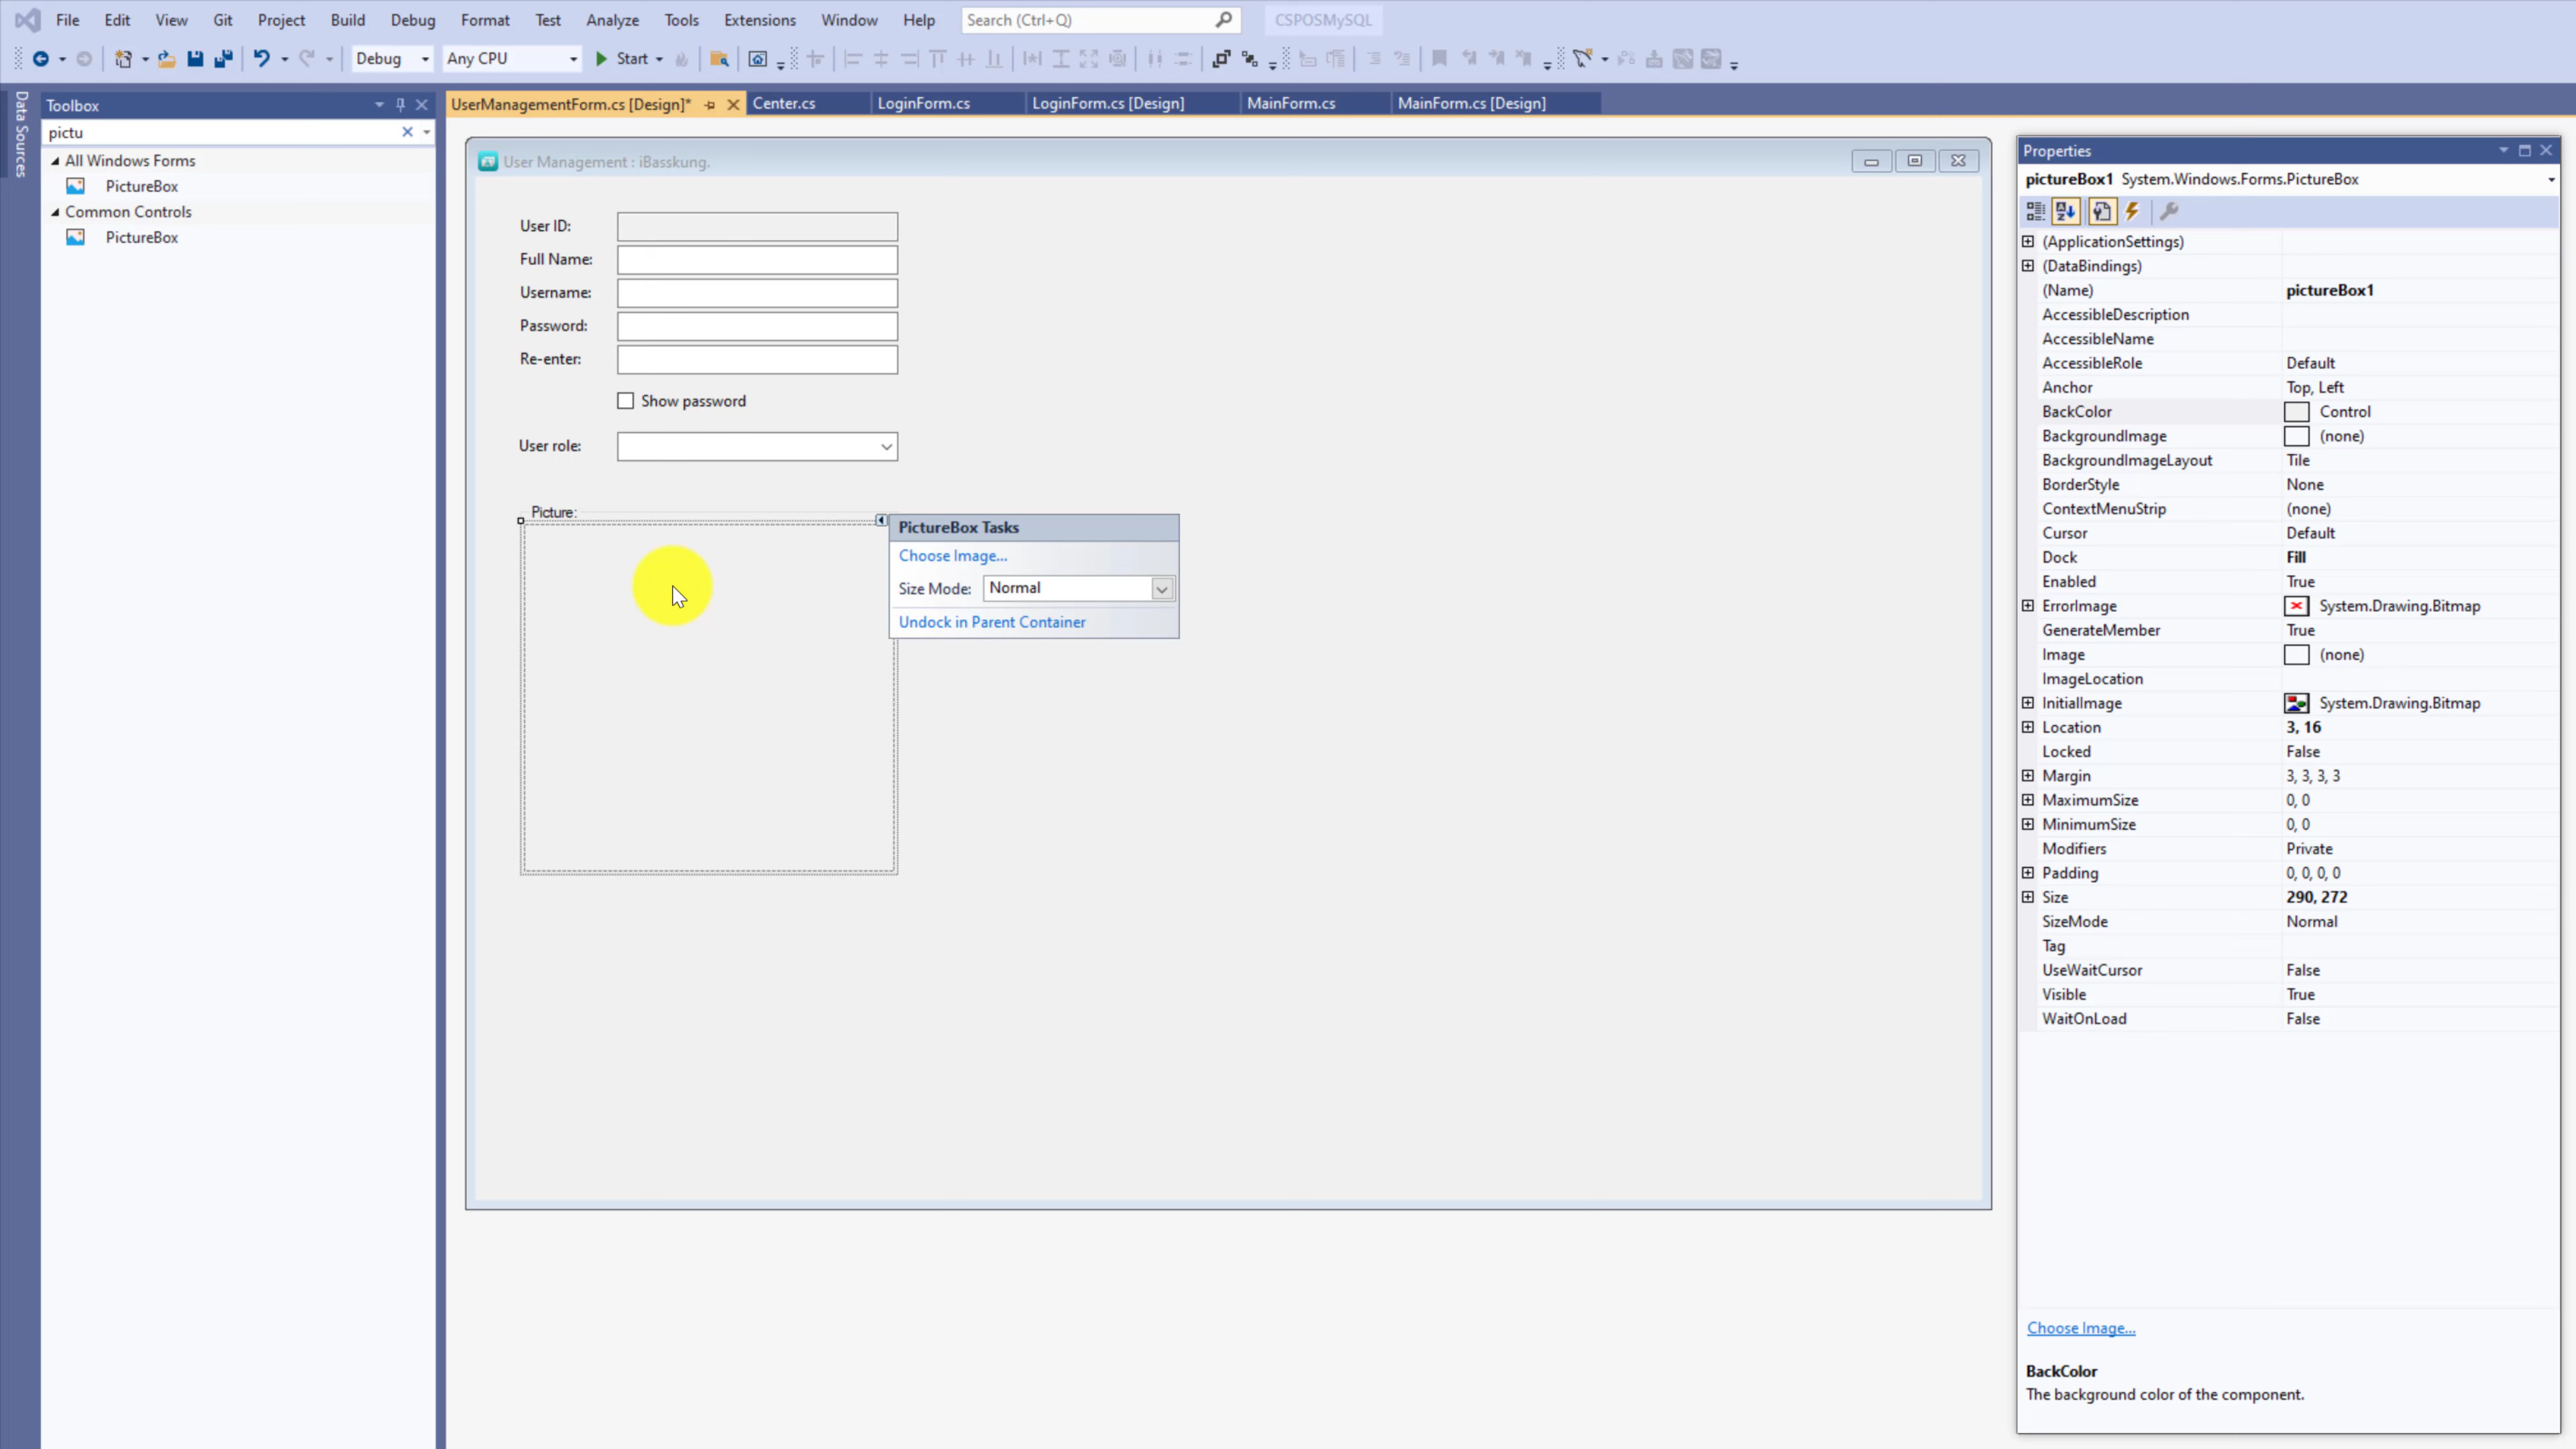 File Edit View Git Project Build Debug Format Test Analyze Tools Extensions Window Help Search (Ctrl+Q) CSPOSMySQL
Debug Any CPU Start
Data Sources
Toolbox
pictu
All Windows Forms
PictureBox
Common Controls
PictureBox
UserManagementForm.cs [Design]* Center.cs LoginForm.cs LoginForm.cs [Design] MainForm.cs MainForm.cs [Design]
User Management : iBasskung.
User ID:
Full Name:
Username:
Password:
Re-enter:
Show password
User role:
Picture:
PictureBox Tasks
Choose Image...
Size Mode: Normal
Undock in Parent Container
Properties
pictureBox1 System.Windows.Forms.PictureBox
(ApplicationSettings)
(DataBindings)
(Name) pictureBox1
AccessibleDescription
AccessibleName
AccessibleRole Default
Anchor Top, Left
BackColor Control
BackgroundImage (none)
BackgroundImageLayout Tile
BorderStyle None
ContextMenuStrip (none)
Cursor Default
Dock Fill
Enabled True
ErrorImage System.Drawing.Bitmap
GenerateMember True
Image (none)
ImageLocation
InitialImage System.Drawing.Bitmap
Location 3, 16
Locked False
Margin 3, 3, 3, 3
MaximumSize 0, 0
MinimumSize 0, 0
Modifiers Private
Padding 0, 0, 0, 0
Size 290, 272
SizeMode Normal
Tag
UseWaitCursor False
Visible True
WaitOnLoad False
Choose Image...
BackColor
The background color of the component.